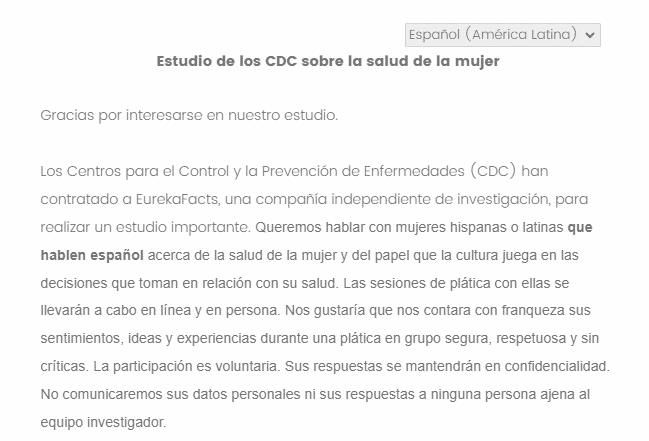 Español (América Latina)
Estudio de los CDC sobre la salud de la mujer
Gracias por interesarse en nuestro estudio.
Los Centros para el Control y la Prevención de Enfermedades (CDC) han
contratado a EurekaFacts, una compañía independiente de investigación, para
realizar un estudio importante. Queremos hablar con mujeres hispanas o latinas que
hablen español acerca de la salud de la mujer y del papel que la cultura juega en las
decisiones que toman en relación con su salud. Las sesiones de plática con ellas se
llevarán a cabo en línea y en persona. Nos gustaría que nos contara con franqueza sus
sentimientos, ideas y experiencias durante una plática en grupo segura, respetuosa y sin
críticas. La participación es voluntaria. Sus respuestas se mantendrán en confidencialidad.
No comunicaremos sus datos personales ni sus respuestas a ninguna persona ajena al
equipo investigador.